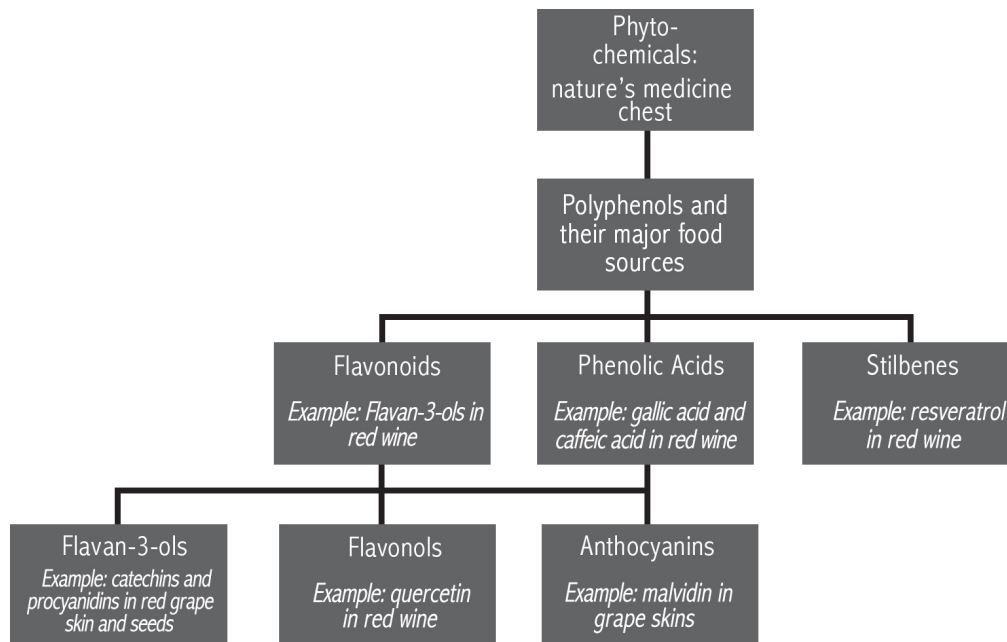 Phyto-
chemicals:
nature’s medicine
chest
Polyphenols and
their major food
sources
Flavonoids
Example: Flavan-3-ols in
red wine
Phenolic Acids
Example: gallic acid and
caffeic acid in red wine
Stilbenes
Example: resveratrol
in red wine
Flavan-3-ols
Example: catechins and
procyanidins in red grape
skin and seeds
Flavonols
Example: quercetin
in red wine
Anthocyanins
Example: malvidin in
grape skins